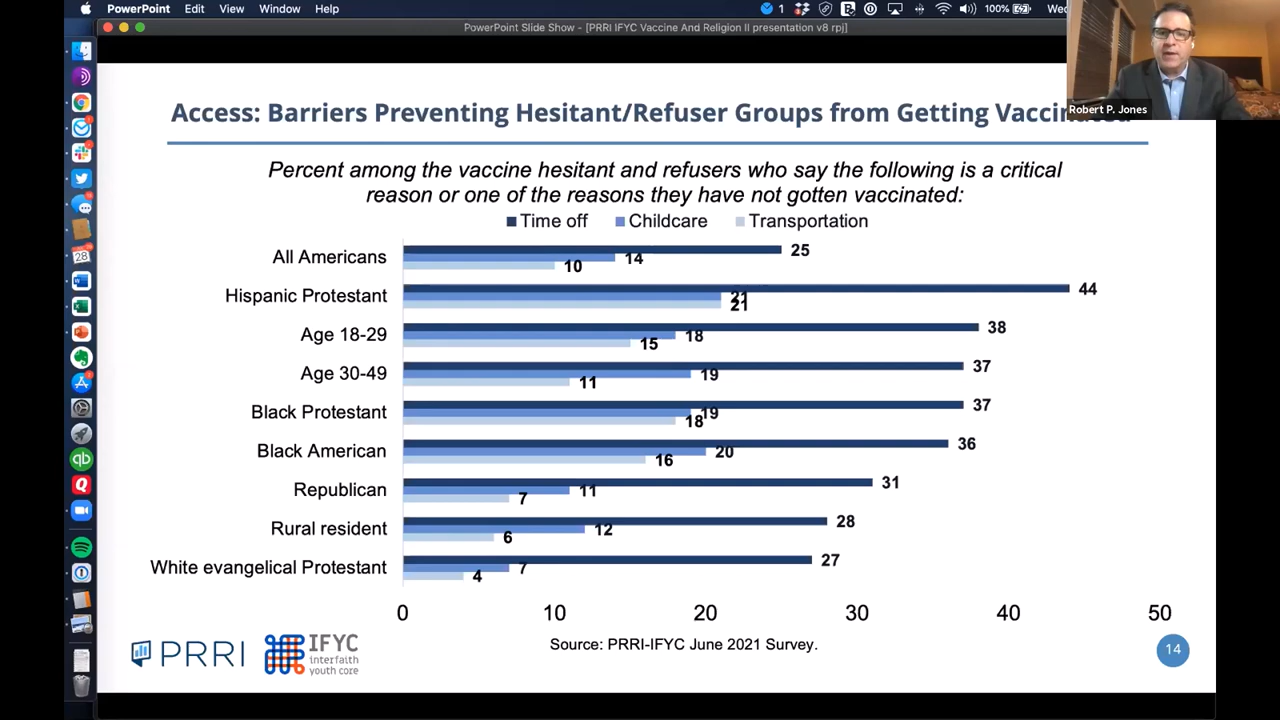 PowerPoint Edit View Window Help
1
100%
Wed
PowerPoint Slide Show - [PRRI IFYC Vaccine And Religion II presentation v8 rpj]
Robert P. Jones
Access: Barriers Preventing Hesitant/Refuser Groups from Getting Vaccinated
Percent among the vaccine hesitant and refusers who say the following is a critical
reason or one of the reasons they have not gotten vaccinated:
Time off Childcare Transportation
All Americans 25 14 10
Hispanic Protestant 44 21 21
Age 18-29 38 18 15
Age 30-49 37 19 11
Black Protestant 37 19 18
Black American 36 20 16
Republican 31 11 7
Rural resident 28 12 6
White evangelical Protestant 27 7 4
0 10 20 30 40 50
Source: PRRI-IFYC June 2021 Survey.
PRRI
IFYC
interfaith
youth core
14
28
qb
Q